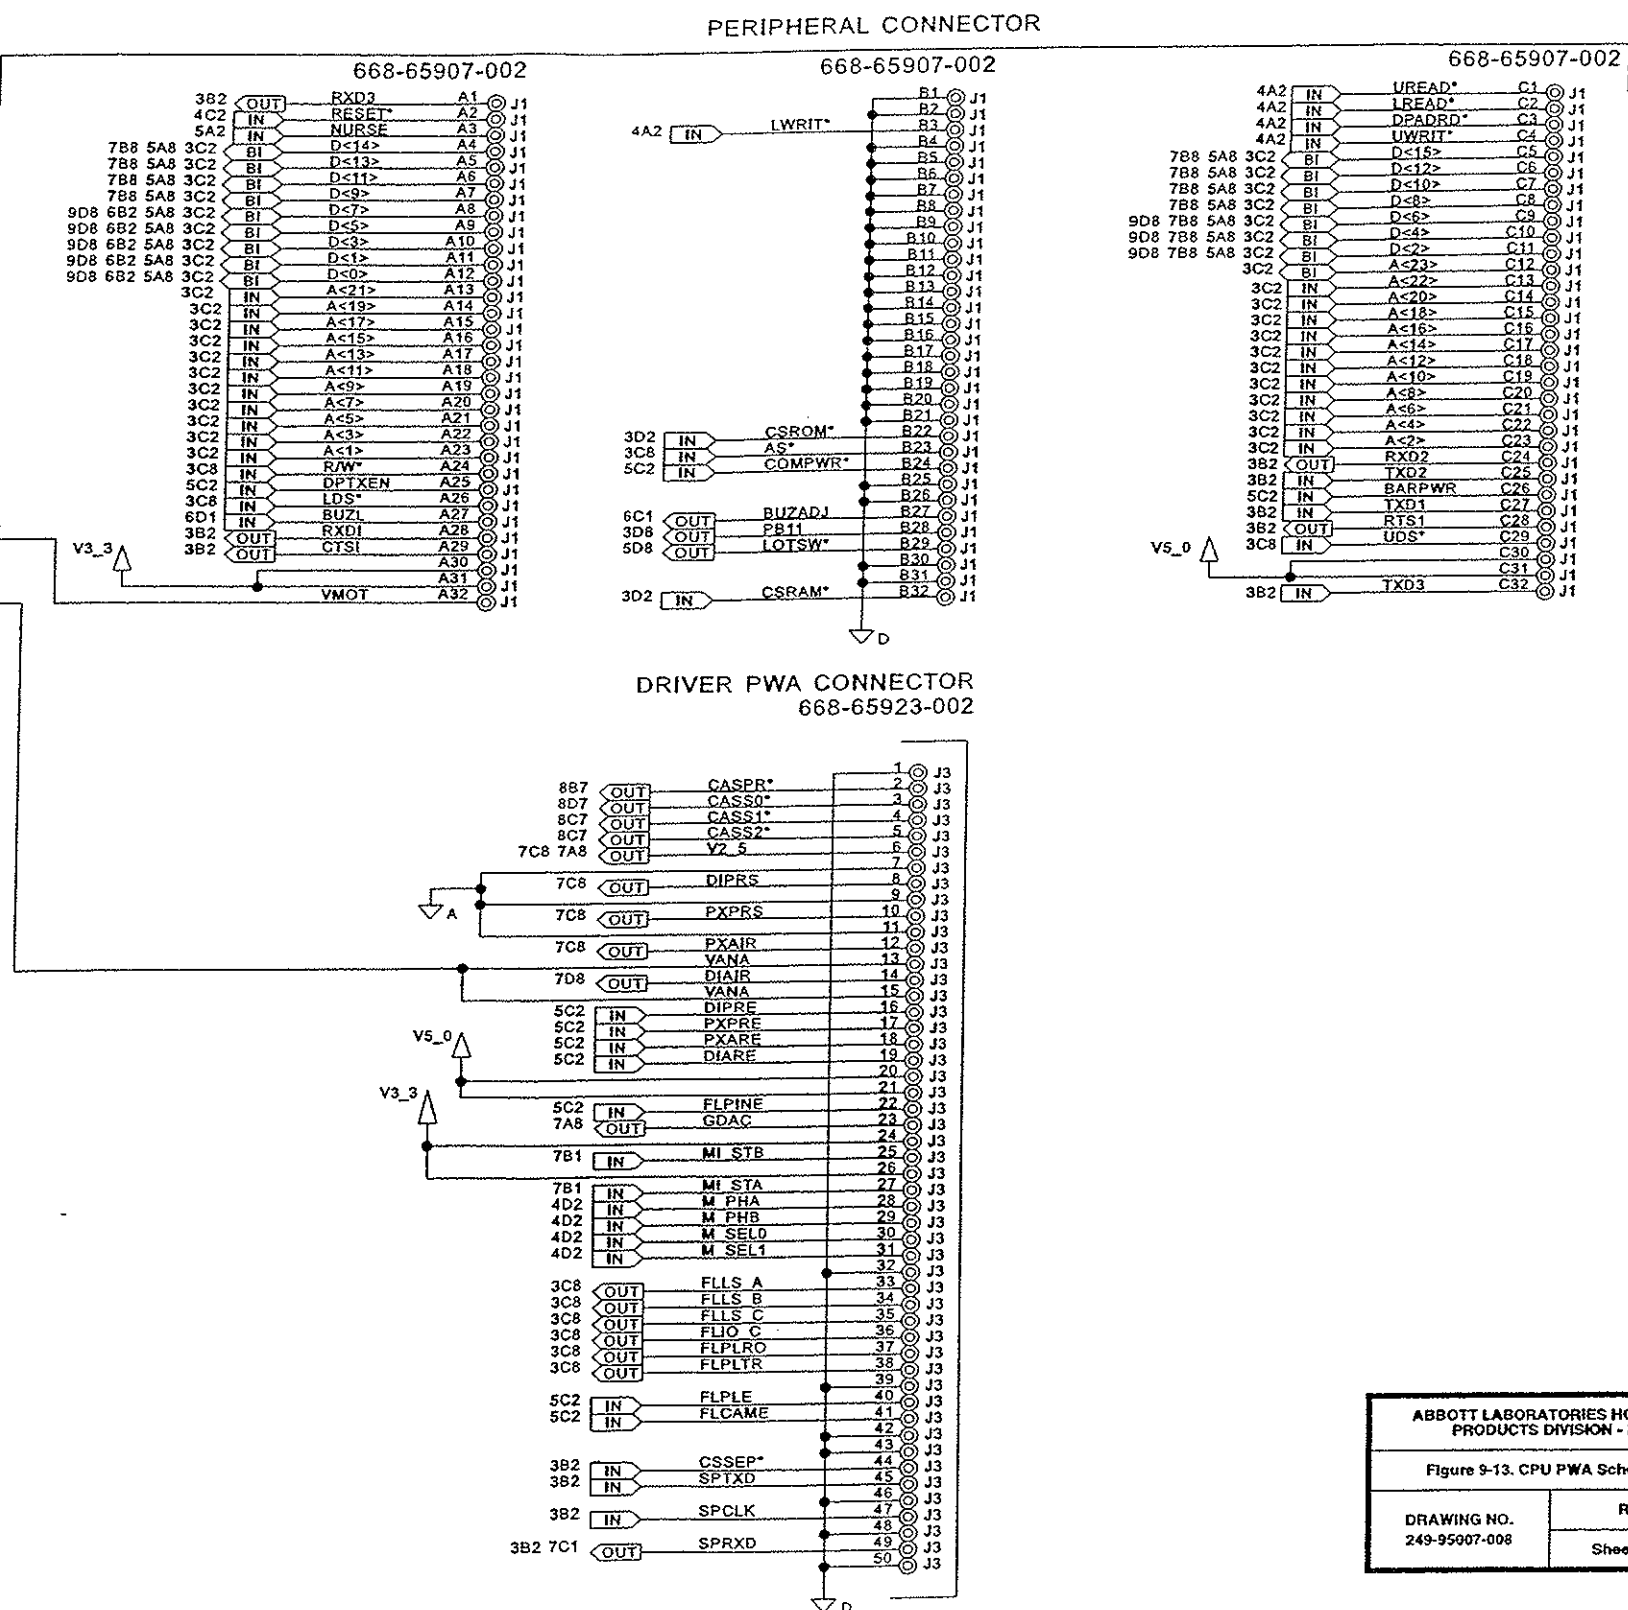 PERIPHERAL CONNECTOR
668-65907-002
3B2 OUT RXD3 A1 J1
4C2 IN RESET* A2 J1
5A2 IN NURSE A3 J1
7B8 5A8 3C2 BI D<14> A4 J1
7B8 5A8 3C2 BI D<13> A5 J1
7B8 5A8 3C2 BI D<11> A6 J1
7B8 5A8 3C2 BI D<9> A7 J1
9D8 6B2 5A8 3C2 BI D<7> A8 J1
9D8 6B2 5A8 3C2 BI D<5> A9 J1
9D8 6B2 5A8 3C2 BI D<3> A10 J1
9D8 6B2 5A8 3C2 BI D<1> A11 J1
9D8 6B2 5A8 3C2 BI D<0> A12 J1
3C2 IN A<21> A13 J1
3C2 IN A<19> A14 J1
3C2 IN A<17> A15 J1
3C2 IN A<15> A16 J1
3C2 IN A<13> A17 J1
3C2 IN A<11> A18 J1
3C2 IN A<9> A19 J1
3C2 IN A<7> A20 J1
3C2 IN A<5> A21 J1
3C2 IN A<3> A22 J1
3C2 IN A<1> A23 J1
3C8 IN R/W* A24 J1
5C2 IN DPTXEN A25 J1
3C8 IN LDS* A26 J1
6D1 IN BUZL A27 J1
3B2 OUT RXDI A28 J1
3B2 OUT CTSI A29 J1
V3_3 A30 J1
A31 J1
VMOT A32 J1
668-65907-002
B1 J1
B2 J1
4A2 IN LWRIT* B3 J1
B4 J1
B5 J1
B6 J1
B7 J1
B8 J1
B9 J1
B10 J1
B11 J1
B12 J1
B13 J1
B14 J1
B15 J1
B16 J1
B17 J1
B18 J1
B19 J1
B20 J1
B21 J1
3D2 IN CSROM* B22 J1
3C8 IN AS* B23 J1
5C2 IN COMPWR* B24 J1
B25 J1
B26 J1
6C1 OUT BUZADJ B27 J1
3D8 OUT PB11 B28 J1
5D8 OUT LOTSW* B29 J1
B30 J1
B31 J1
3D2 IN CSRAM* B32 J1
D
668-65907-002
4A2 IN UREAD* C1 J1
4A2 IN LREAD* C2 J1
4A2 IN DPADRD* C3 J1
4A2 IN UWRIT* C4 J1
7B8 5A8 3C2 BI D<15> C5 J1
7B8 5A8 3C2 BI D<12> C6 J1
7B8 5A8 3C2 BI D<10> C7 J1
7B8 5A8 3C2 BI D<8> C8 J1
9D8 7B8 5A8 3C2 BI D<6> C9 J1
9D8 7B8 5A8 3C2 BI D<4> C10 J1
9D8 7B8 5A8 3C2 BI D<2> C11 J1
3C2 BI A<23> C12 J1
3C2 IN A<22> C13 J1
3C2 IN A<20> C14 J1
3C2 IN A<18> C15 J1
3C2 IN A<16> C16 J1
3C2 IN A<14> C17 J1
3C2 IN A<12> C18 J1
3C2 IN A<10> C19 J1
3C2 IN A<8> C20 J1
3C2 IN A<6> C21 J1
3C2 IN A<4> C22 J1
3C2 IN A<2> C23 J1
3B2 OUT RXD2 C24 J1
3B2 IN TXD2 C25 J1
5C2 IN BARPWR C26 J1
3B2 IN TXD1 C27 J1
3B2 OUT RTS1 C28 J1
3C8 IN UDS* C29 J1
V5_0 C30 J1
C31 J1
3B2 IN TXD3 C32 J1
DRIVER PWA CONNECTOR
668-65923-002
1 J3
8B7 OUT CASPR* 2 J3
8D7 OUT CASS0* 3 J3
8C7 OUT CASS1* 4 J3
8C7 OUT CASS2* 5 J3
7C8 7A8 OUT V2_5 6 J3
7 J3
7C8 OUT DIPRS 8 J3
A 9 J3
7C8 OUT PXPRS 10 J3
11 J3
7C8 OUT PXAIR 12 J3
VANA 13 J3
7D8 OUT DIAIR 14 J3
VANA 15 J3
5C2 IN DIPRE 16 J3
5C2 IN PXPRE 17 J3
5C2 IN PXARE 18 J3
5C2 IN DIARE 19 J3
V5_0 20 J3
21 J3
5C2 IN FLPINE 22 J3
7A8 OUT GDAC 23 J3
V3_3 24 J3
7B1 IN MI_STB 25 J3
26 J3
7B1 IN MI_STA 27 J3
4D2 IN M_PHA 28 J3
4D2 IN M_PHB 29 J3
4D2 IN M_SEL0 30 J3
4D2 IN M_SEL1 31 J3
32 J3
3C8 OUT FLLS_A 33 J3
3C8 OUT FLLS_B 34 J3
3C8 OUT FLLS_C 35 J3
3C8 OUT FLIO_C 36 J3
3C8 OUT FLPLRO 37 J3
3C8 OUT FLPLTR 38 J3
39 J3
5C2 IN FLPLE 40 J3
5C2 IN FLCAME 41 J3
42 J3
43 J3
3B2 IN CSSEP* 44 J3
3B2 IN SPTXD 45 J3
46 J3
3B2 IN SPCLK 47 J3
48 J3
3B2 7C1 OUT SPRXD 49 J3
50 J3
D
ABBOTT LABORATORIES HO
PRODUCTS DIVISION -
Figure 9-13. CPU PWA Sch
DRAWING NO.
249-95007-008
R
Shee